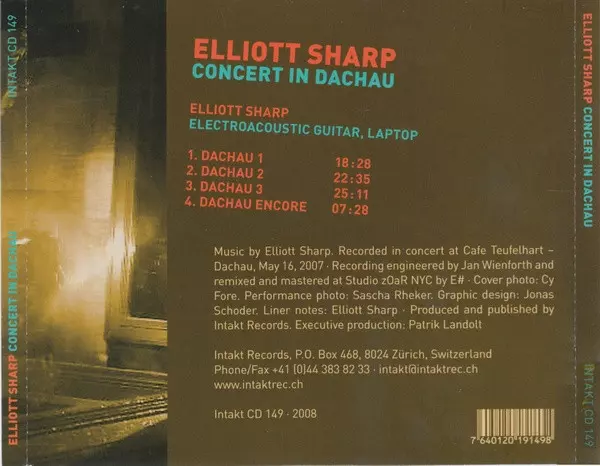 INTAKT CD 149
ELLIOTT SHARP CONCERT IN DACHAU
ELLIOTT SHARP
CONCERT IN DACHAU
ELLIOTT SHARP
ELECTROACOUSTIC GUITAR, LAPTOP
1. DACHAU 1 18:28
2. DACHAU 2 22:35
3. DACHAU 3 25:11
4. DACHAU ENCORE 07:28
Music by Elliott Sharp. Recorded in concert at Cafe Teufelhart –
Dachau, May 16, 2007 · Recording engineered by Jan Wienforth and
remixed and mastered at Studio zOaR NYC by E# · Cover photo: Cy
Fore. Performance photo: Sascha Rheker. Graphic design: Jonas
Schoder. Liner notes: Elliott Sharp · Produced and published by
Intakt Records. Executive production: Patrik Landolt
Intakt Records, P.O. Box 468, 8024 Zürich, Switzerland
Phone/Fax +41 (0)44 383 82 33 · intakt@intaktrec.ch
www.intaktrec.ch
Intakt CD 149 · 2008
7 640120 191498
ELLIOTT SHARP CONCERT IN DACHAU
INTAKT CD 149